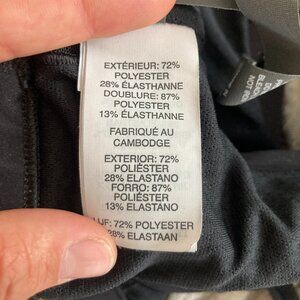 EXTÉRIEUR: 72%
POLYESTER
28% ÉLASTHANNE
DOUBLURE: 87%
POLYESTER
13% ÉLASTHANNE
FABRIQUÉ AU
CAMBODGE
EXTERIOR: 72%
POLIÉSTER
28% ELASTANO
FORRO: 87%
POLIÉSTER
13% ELASTANO
72% POLYESTER
28% ELASTAAN